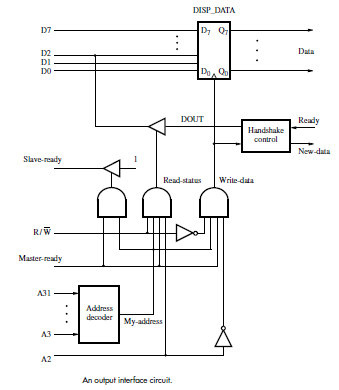 DISP_DATA
D7
D7 Q7
D2
D1
D0
D0 Q0
Data
DOUT
Handshake
control
Ready
New-data
Slave-ready
1
Read-status
Write-data
R/W̅
Master-ready
A31
Address
decoder
My-address
A3
A2
An output interface circuit.